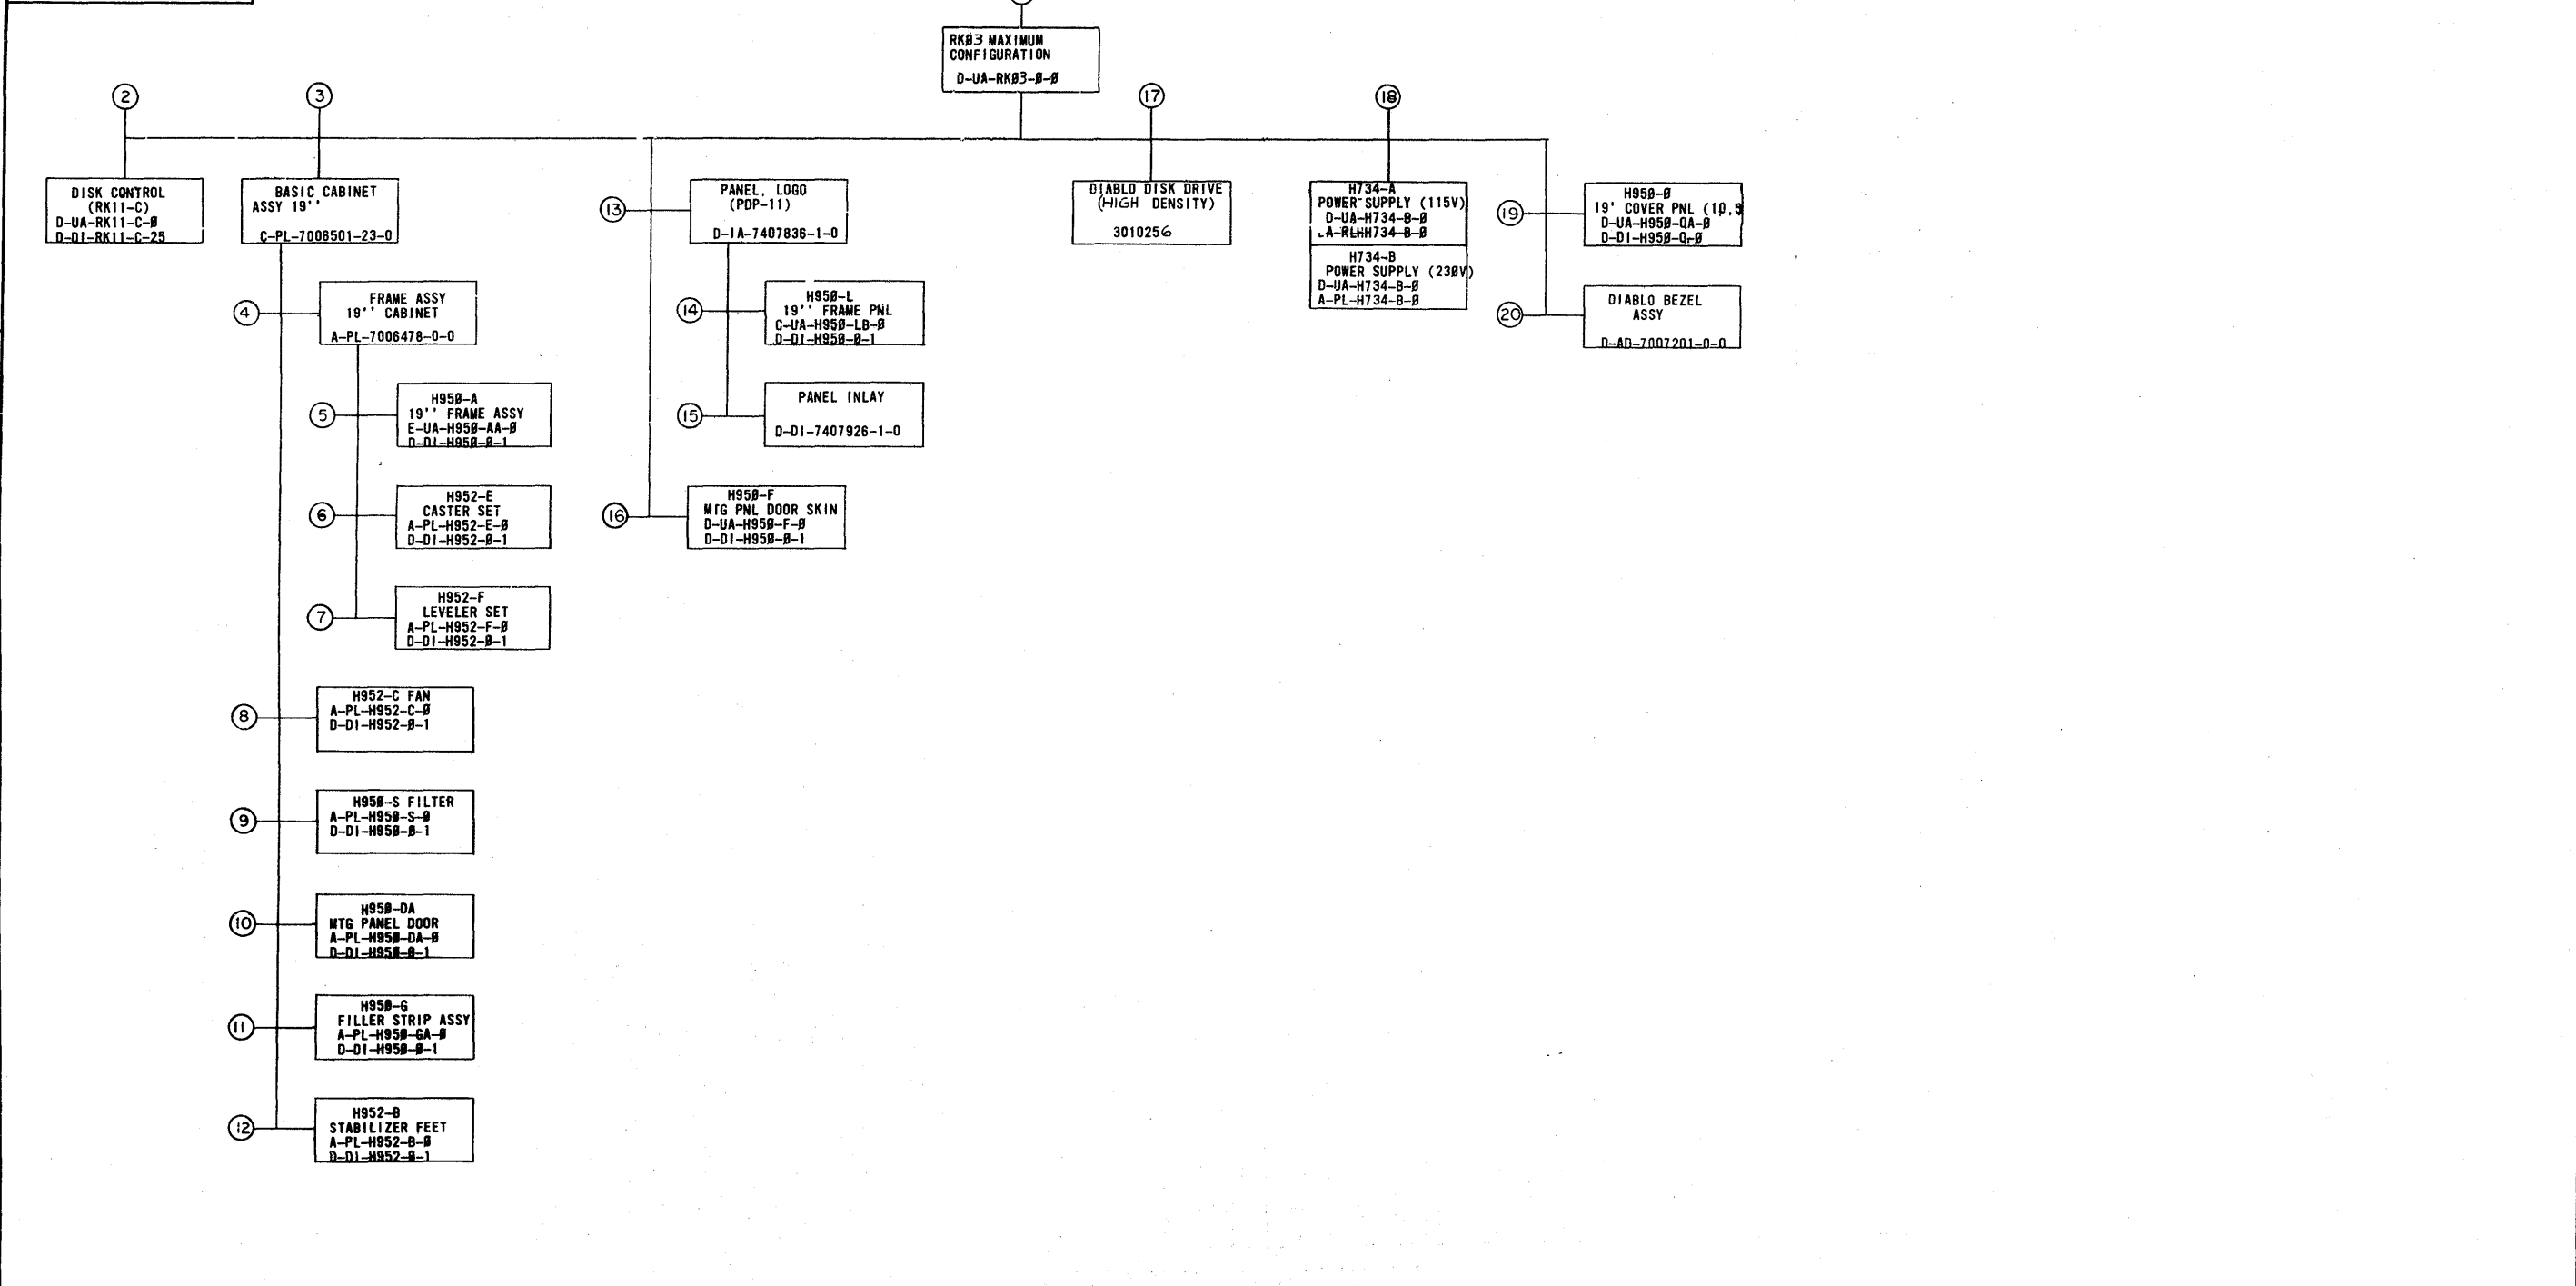 RKØ3 MAXIMUM
CONFIGURATION
D-UA-RKØ3-Ø-Ø
2
DISK CONTROL
(RK11-C)
D-UA-RK11-C-Ø
D-DI-RK11-C-25
3
BASIC CABINET
ASSY 19''
C-PL-7006501-23-0
4
FRAME ASSY
19'' CABINET
A-PL-7006478-0-0
5
H95Ø-A
19'' FRAME ASSY
E-UA-H95Ø-AA-Ø
D-DI-H95Ø-Ø-1
6
H952-E
CASTER SET
A-PL-H952-E-Ø
D-DI-H952-Ø-1
7
H952-F
LEVELER SET
A-PL-H952-F-Ø
D-DI-H952-Ø-1
8
H952-C FAN
A-PL-H952-C-Ø
D-DI-H952-Ø-1
9
H95Ø-S FILTER
A-PL-H95Ø-S-Ø
D-DI-H95Ø-Ø-1
10
H95Ø-DA
MTG PANEL DOOR
A-PL-H95Ø-DA-Ø
D-DI-H95Ø-Ø-1
11
H95Ø-G
FILLER STRIP ASSY
A-PL-H95Ø-GA-Ø
D-DI-H95Ø-Ø-1
12
H952-B
STABILIZER FEET
A-PL-H952-B-Ø
D-DI-H952-Ø-1
13
PANEL, LOGO
(PDP-11)
D-IA-7407836-1-0
14
H95Ø-L
19'' FRAME PNL
C-UA-H95Ø-LB-Ø
D-DI-H95Ø-Ø-1
15
PANEL INLAY
D-DI-7407926-1-0
16
H95Ø-F
MTG PNL DOOR SKIN
D-UA-H95Ø-F-Ø
D-DI-H95Ø-Ø-1
17
DIABLO DISK DRIVE
(HIGH DENSITY)
3010256
18
H734-A
POWER SUPPLY (115V)
D-UA-H734-B-Ø
H734-B
POWER SUPPLY (23ØV)
D-UA-H734-B-Ø
A-PL-H734-B-Ø
19
H95Ø-Ø
19' COVER PNL (10,5
D-UA-H95Ø-QA-Ø
D-DI-H95Ø-Q-Ø
20
DIABLO BEZEL
ASSY
D-AD-7007201-0-0